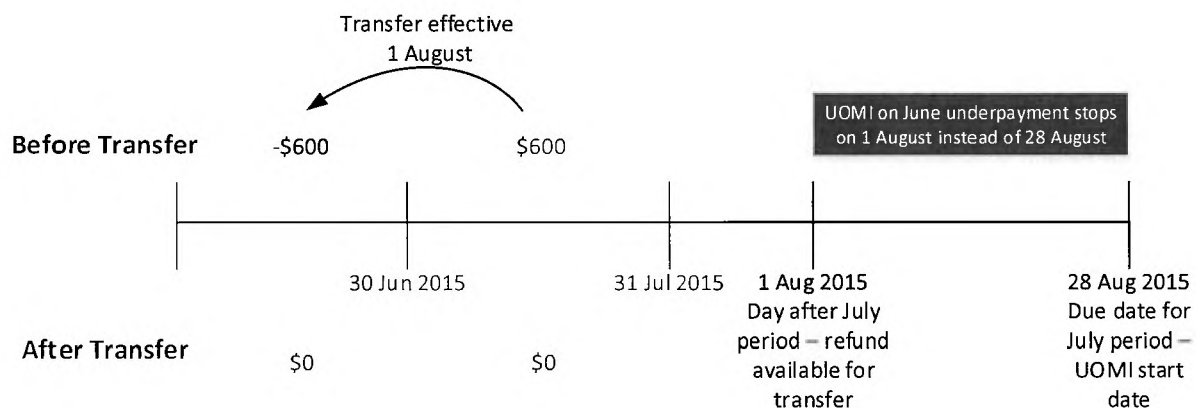 Transfer effective
1 August
UOMI on June underpayment stops
on 1 August instead of 28 August
Before Transfer
-$600
$600
30 Jun 2015
31 Jul 2015
1 Aug 2015
Day after July
period – refund
available for
transfer
28 Aug 2015
Due date for
July period –
UOMI start
date
After Transfer
$0
$0